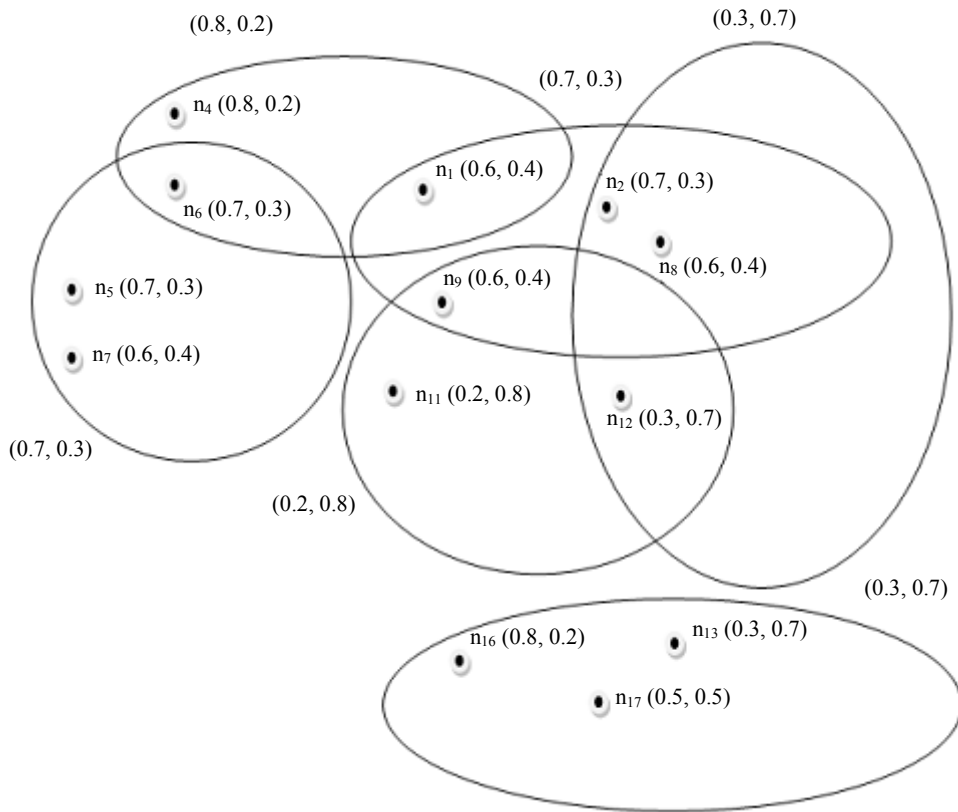 (0.8, 0.2)
(0.3, 0.7)
(0.7, 0.3)
n₄ (0.8, 0.2)
n₁ (0.6, 0.4)
n₂ (0.7, 0.3)
n₆ (0.7, 0.3)
n₈ (0.6, 0.4)
n₉ (0.6, 0.4)
n₅ (0.7, 0.3)
n₇ (0.6, 0.4)
n₁₁ (0.2, 0.8)
n₁₂ (0.3, 0.7)
(0.7, 0.3)
(0.2, 0.8)
(0.3, 0.7)
n₁₆ (0.8, 0.2)
n₁₃ (0.3, 0.7)
n₁₇ (0.5, 0.5)